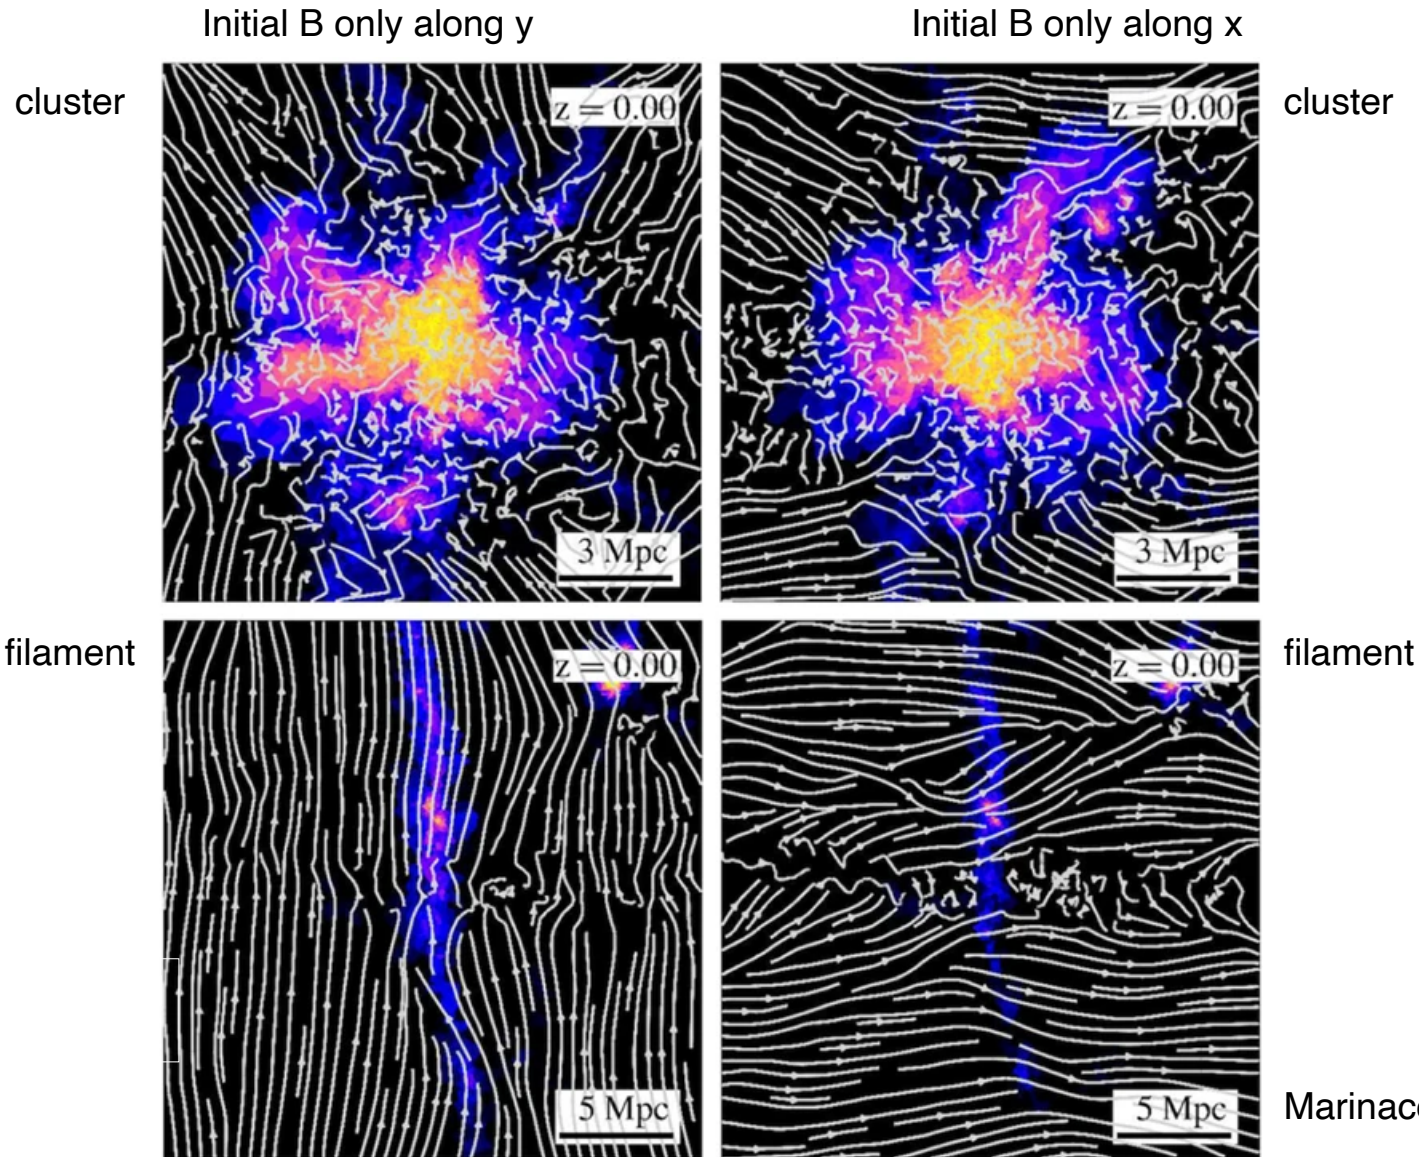 Initial B only along y
Initial B only along x
cluster
z = 0.00
z = 0.00
cluster
3 Mpc
3 Mpc
filament
z = 0.00
z = 0.00
filament
5 Mpc
5 Mpc